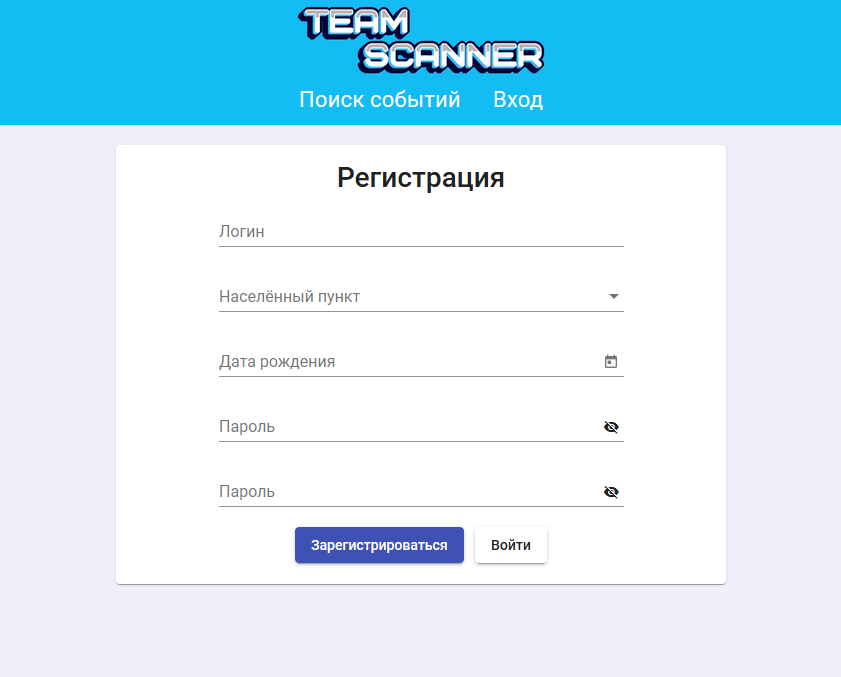 TEAM
SCANNER
Поиск событий Вход
Регистрация
Логин
Населённый пункт
Дата рождения
Пароль
Пароль
Зарегистрироваться Войти